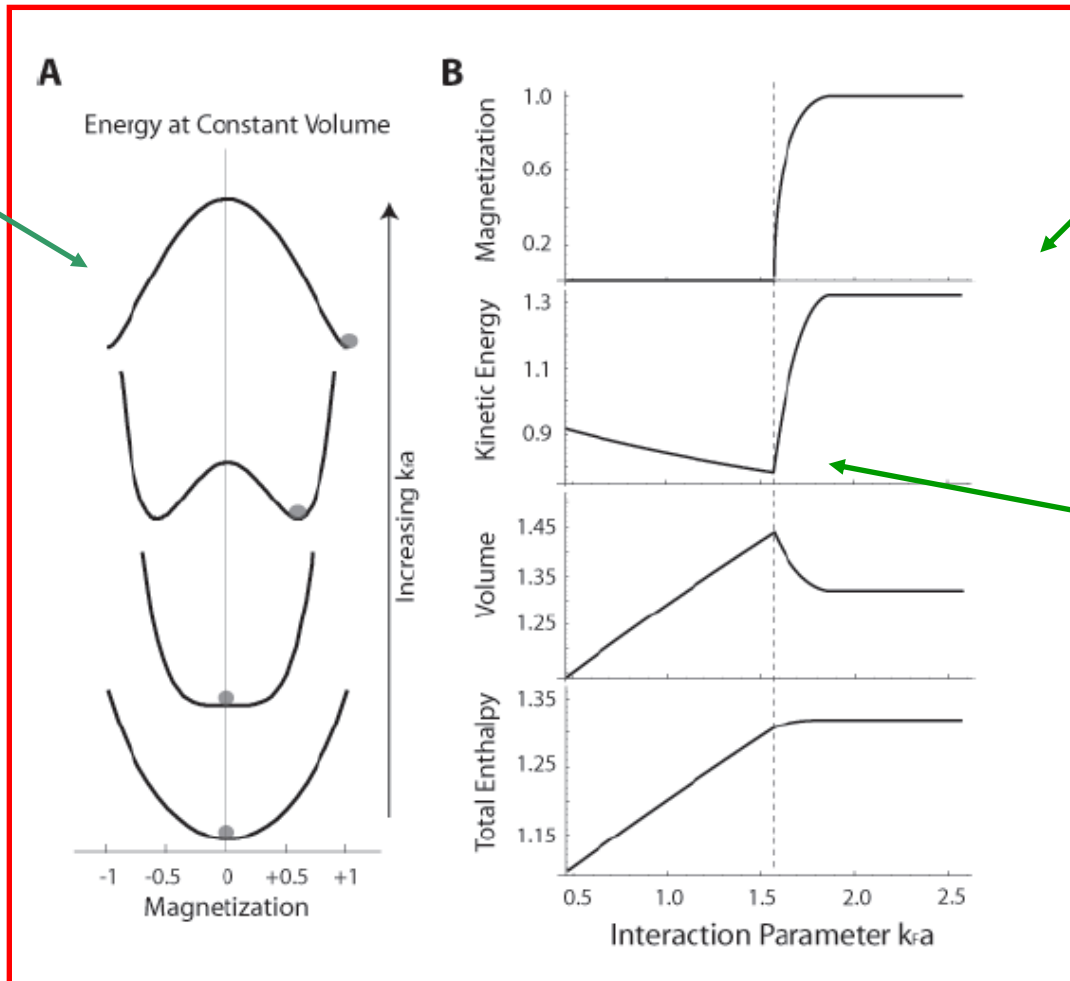 A
Energy at Constant Volume
Increasing kFa
-1 -0.5 0 +0.5 +1
Magnetization
B
Magnetization
1.0
0.6
0.2
Kinetic Energy
1.3
1.1
0.9
Volume
1.45
1.35
1.25
Total Enthalpy
1.35
1.25
1.15
0.5 1.0 1.5 2.0 2.5
Interaction Parameter kFa